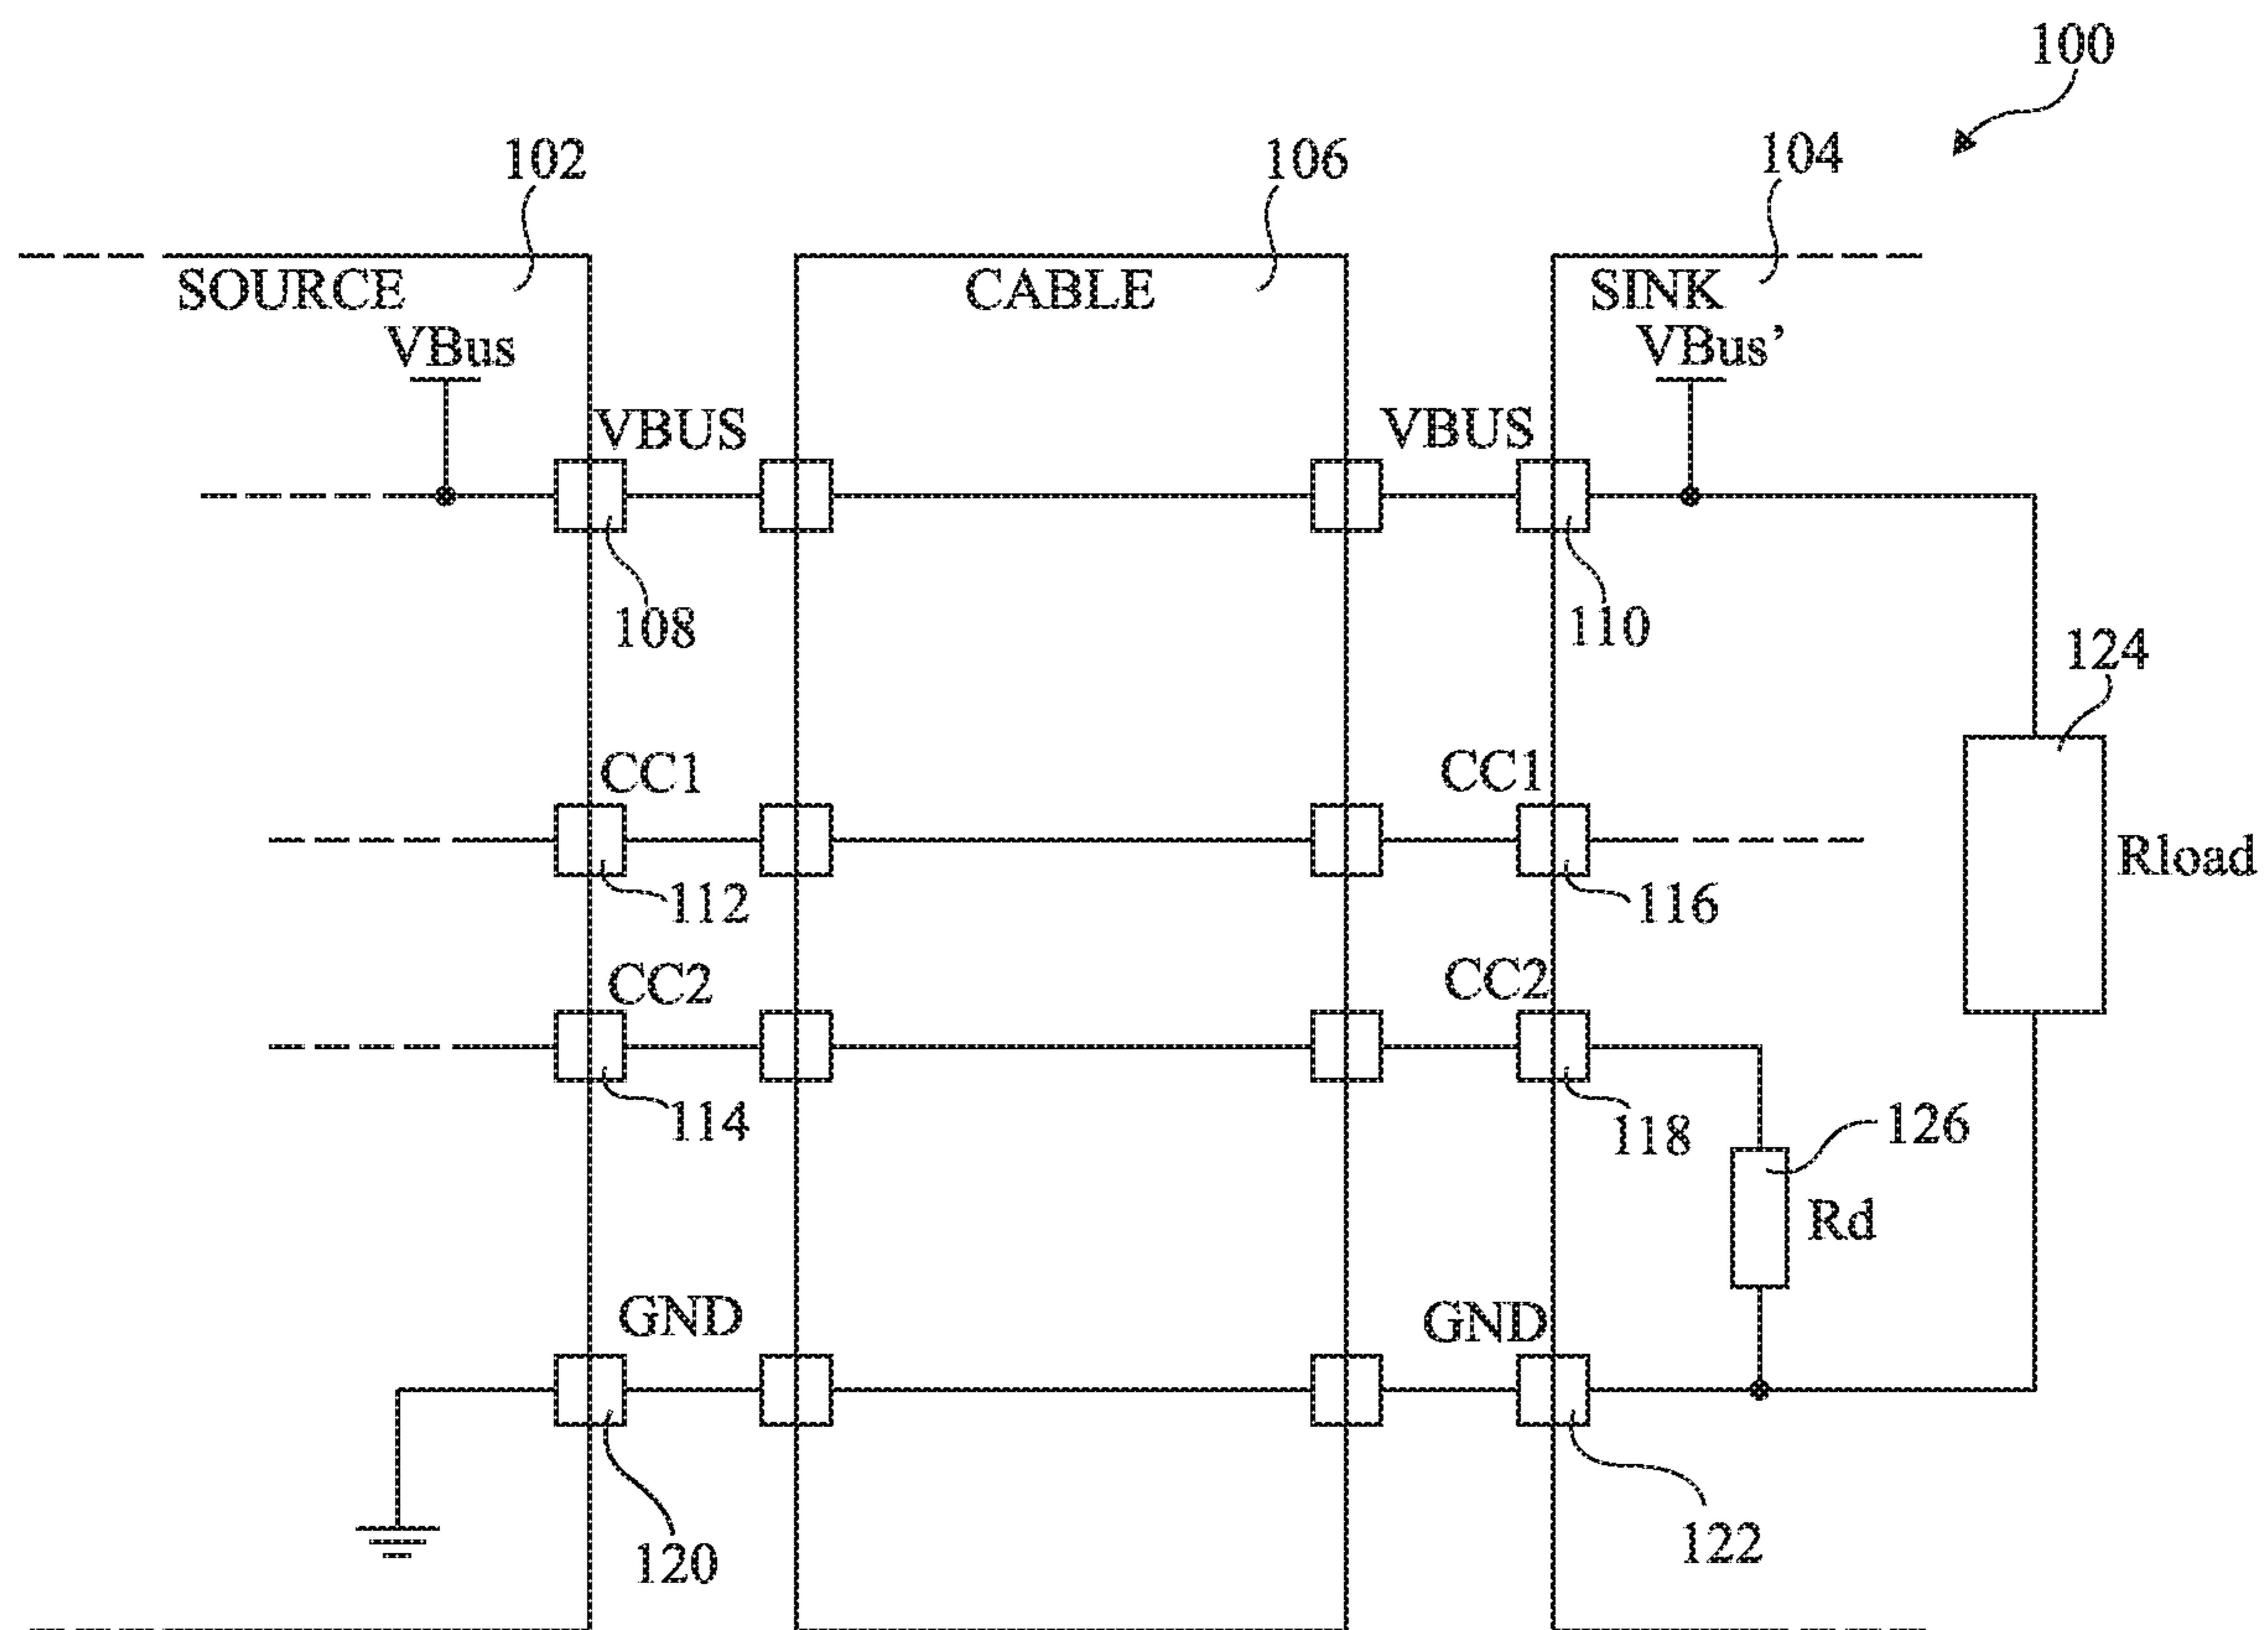 100
102
106
104
SOURCE
CABLE
SINK
VBus
VBus’
VBUS
VBUS
108
110
124
CC1
CC1
Rload
112
116
CC2
CC2
114
118
126
Rd
GND
GND
120
122